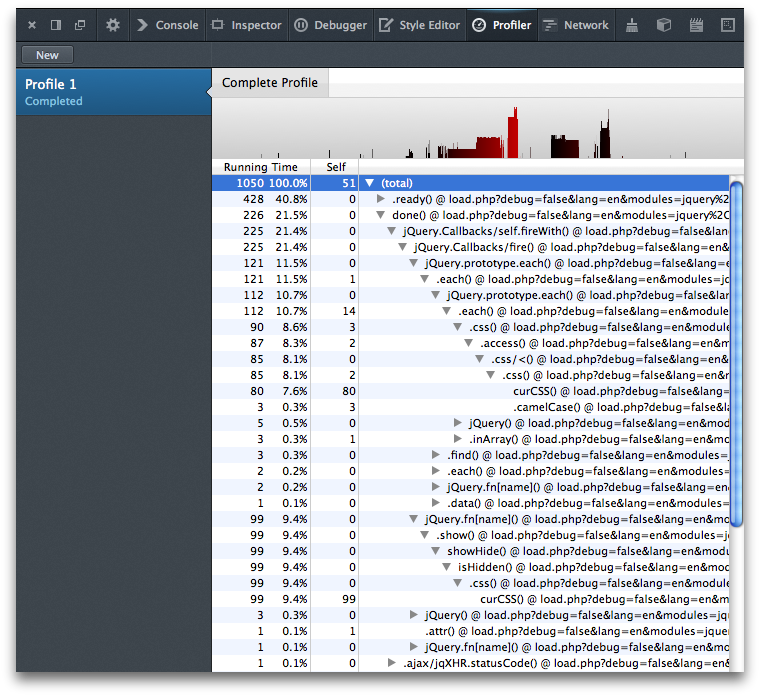 Console Inspector Debugger Style Editor Profiler Network
New
Profile 1
Completed
Complete Profile
Running Time Self
1050 100.0% 51 (total)
428 40.8% 0 .ready() @ load.php?debug=false&lang=en&modules=jquery%2
226 21.5% 0 done() @ load.php?debug=false&lang=en&modules=jquery%2C
225 21.4% 0 jQuery.Callbacks/self.fireWith() @ load.php?debug=false&lan
225 21.4% 0 jQuery.Callbacks/fire() @ load.php?debug=false&lang=en&
121 11.5% 0 jQuery.prototype.each() @ load.php?debug=false&lang=e
121 11.5% 1 .each() @ load.php?debug=false&lang=en&modules=jq
112 10.7% 0 jQuery.prototype.each() @ load.php?debug=false&lar
112 10.7% 14 .each() @ load.php?debug=false&lang=en&module
90 8.6% 3 .css() @ load.php?debug=false&lang=en&modul
87 8.3% 2 .access() @ load.php?debug=false&lang=en&m
85 8.1% 0 .css/<() @ load.php?debug=false&lang=en&
85 8.1% 2 .css() @ load.php?debug=false&lang=en&
80 7.6% 80 curCSS() @ load.php?debug=false&lang=
3 0.3% 3 .camelCase() @ load.php?debug=false&la
5 0.5% 0 jQuery() @ load.php?debug=false&lang=en&mo
3 0.3% 1 .inArray() @ load.php?debug=false&lang=en&m
3 0.3% 0 .find() @ load.php?debug=false&lang=en&modules=j
2 0.2% 0 .each() @ load.php?debug=false&lang=en&modules=
2 0.2% 0 jQuery.fn[name]() @ load.php?debug=false&lang=en
1 0.1% 0 .data() @ load.php?debug=false&lang=en&modules=
99 9.4% 0 jQuery.fn[name]() @ load.php?debug=false&lang=en&mo
99 9.4% 0 .show() @ load.php?debug=false&lang=en&modules=jq
99 9.4% 0 showHide() @ load.php?debug=false&lang=en&modu
99 9.4% 0 isHidden() @ load.php?debug=false&lang=en&mod
99 9.4% 0 .css() @ load.php?debug=false&lang=en&modul
99 9.4% 99 curCSS() @ load.php?debug=false&lang=en&m
3 0.3% 0 jQuery() @ load.php?debug=false&lang=en&modules=jqu
1 0.1% 1 .attr() @ load.php?debug=false&lang=en&modules=jque
1 0.1% 0 jQuery.fn[name]() @ load.php?debug=false&lang=en&mo
1 0.1% 0 .ajax/jqXHR.statusCode() @ load.php?debug=false&lang=en&